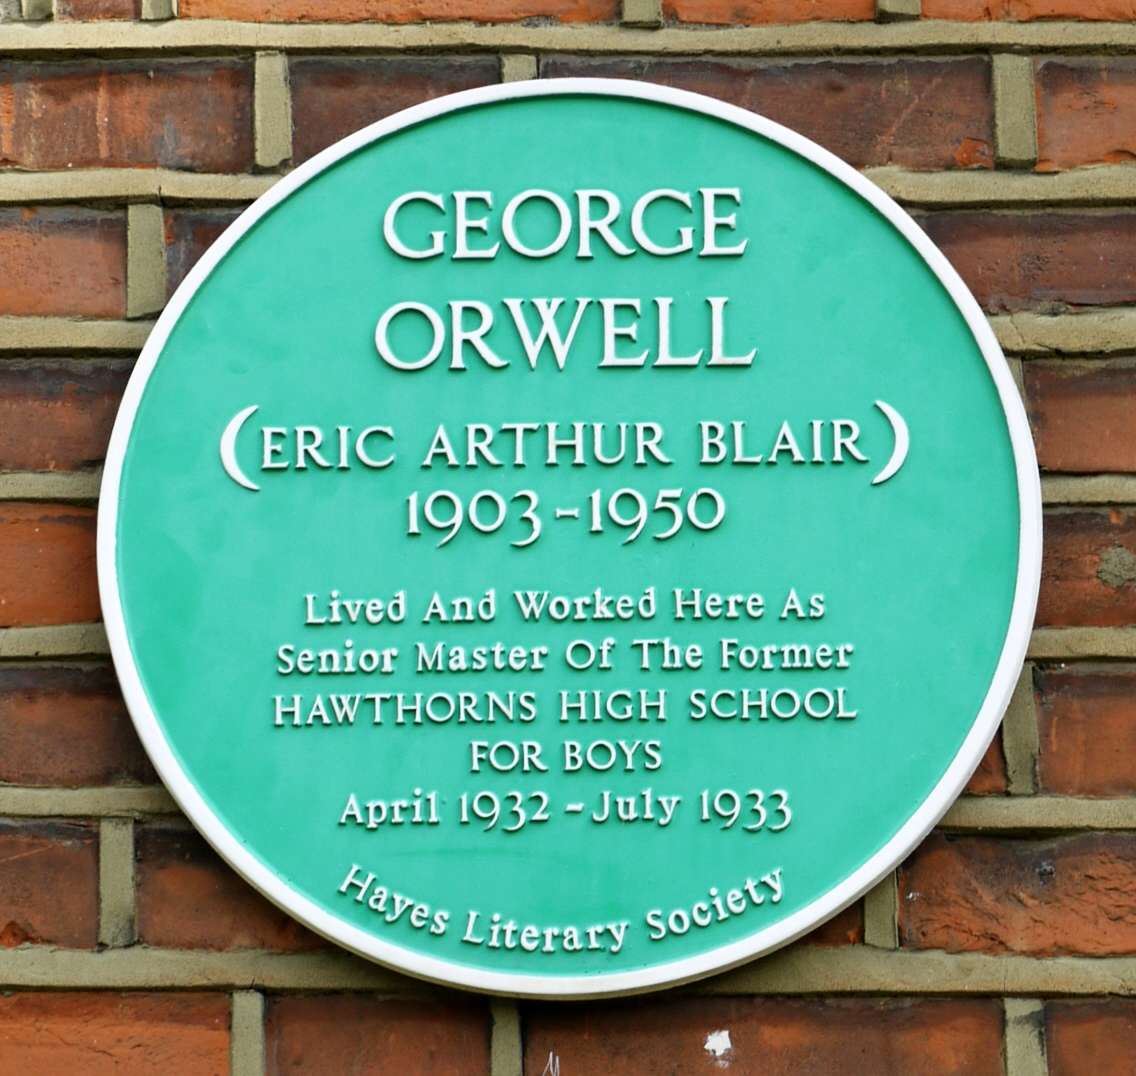 GEORGE
ORWELL
(ERIC ARTHUR BLAIR)
1903-1950
Lived And Worked Here As
Senior Master Of The Former
HAWTHORNS HIGH SCHOOL
FOR BOYS
April 1932 - July 1933
Hayes Literary Society